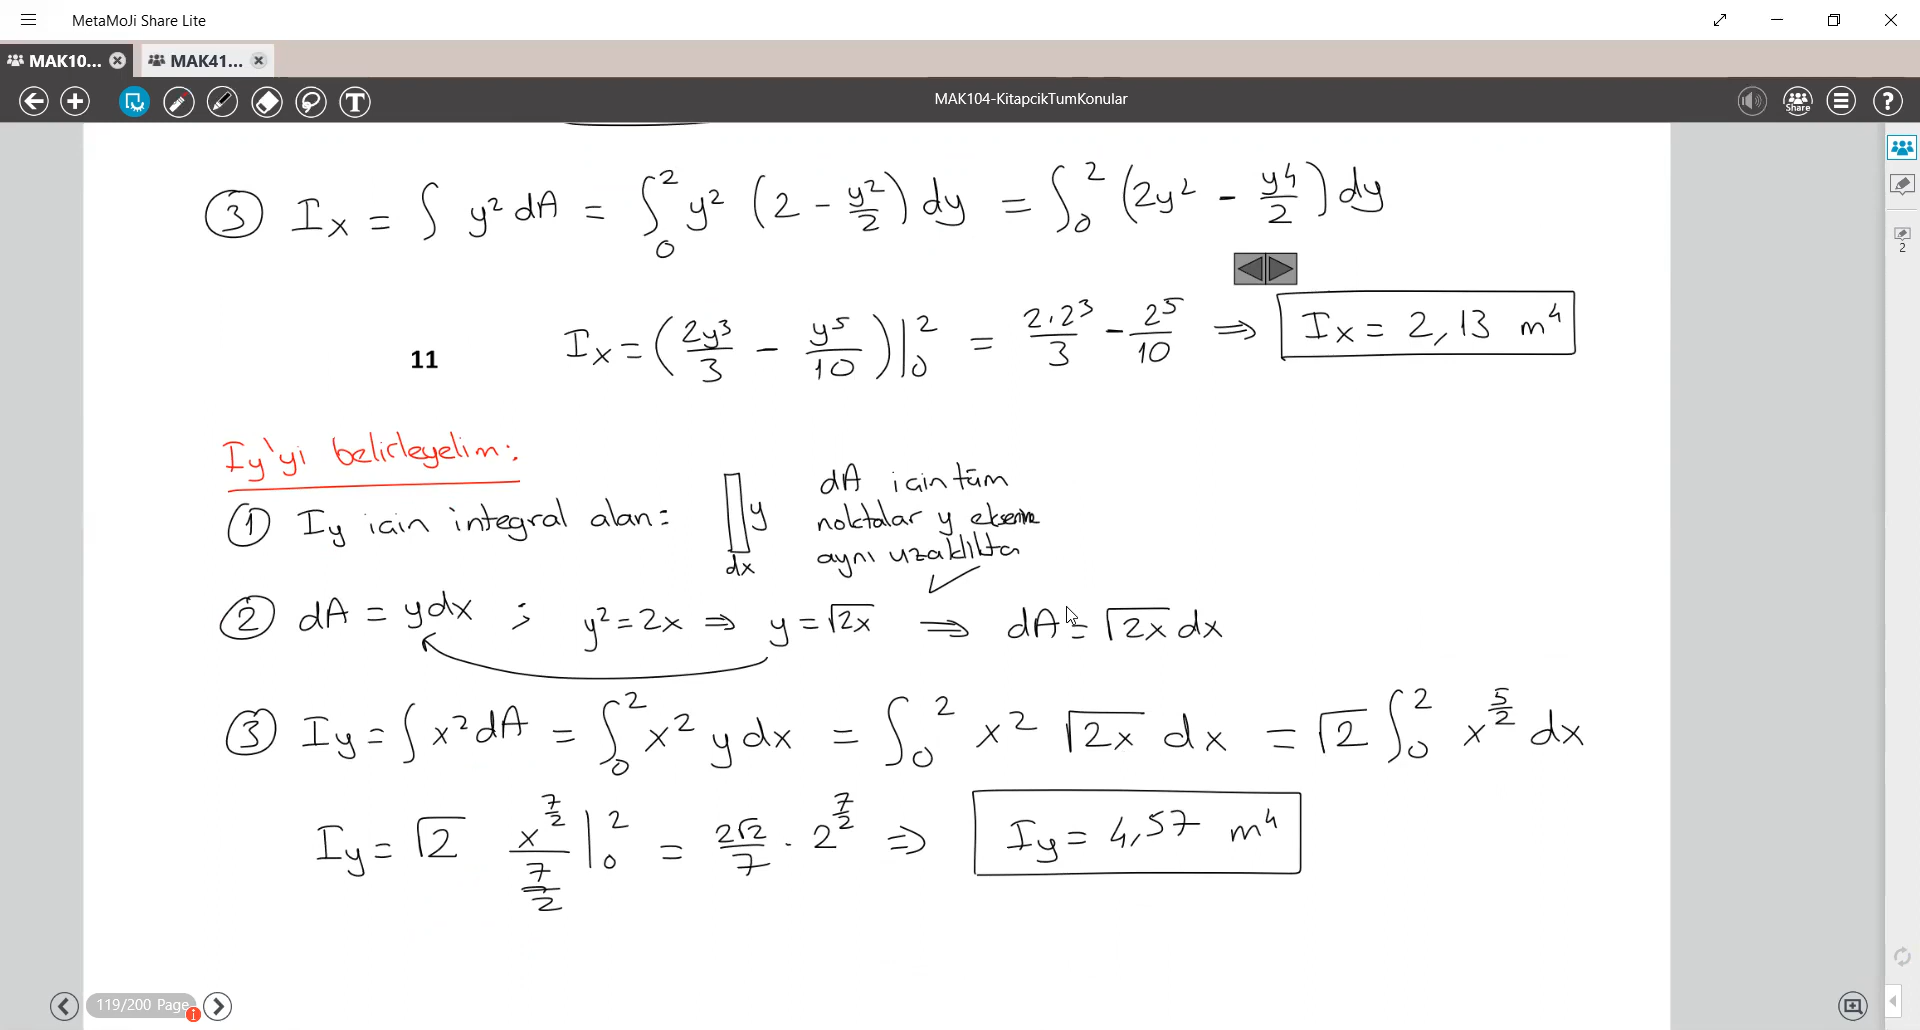 MetaMoJi Share Lite
MAK10... MAK41...
MAK104-KitapcikTumKonular
Share
③ Ix = ∫ y² dA = ∫₀² y² (2 - y²/2) dy = ∫₀² (2y² - y⁴/2) dy
Ix = (2y³/3 - y⁵/10)|₀² = 2.2³/3 - 2⁵/10 ⇒ Ix = 2,13 m⁴
11
Iy'yi belirleyelim:
① Iy için integral alan: y dx
dA için tüm
noktalar y eksenine
aynı uzaklıkta
② dA = ydx ; y² = 2x ⇒ y = √2x ⇒ dA = √2x dx
③ Iy = ∫ x² dA = ∫₀² x² y dx = ∫₀² x² √2x dx = √2 ∫₀² x^(5/2) dx
Iy = √2 x^(7/2)/(7/2) |₀² = 2√2/7 . 2^(7/2) ⇒ Iy = 4,57 m⁴
119/200 Page
2